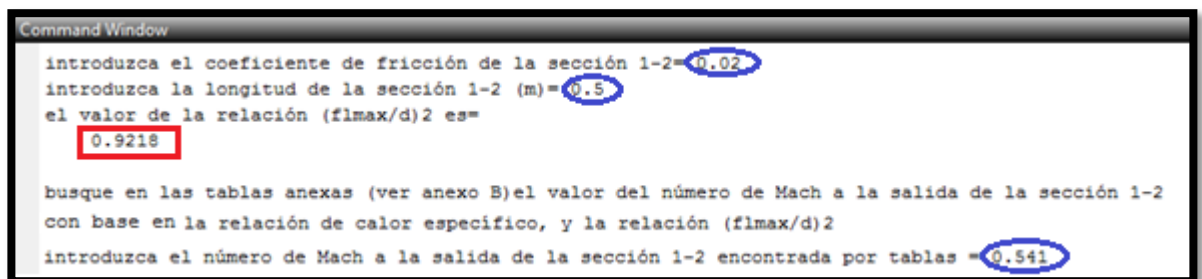 Command Window
introduzca el coeficiente de fricción de la sección 1-2=0.02
introduzca la longitud de la sección 1-2 (m)=0.5
el valor de la relación (flmax/d)2 es=
0.9218
busque en las tablas anexas (ver anexo B)el valor del número de Mach a la salida de la sección 1-2
con base en la relación de calor específico, y la relación (flmax/d)2
introduzca el número de Mach a la salida de la sección 1-2 encontrada por tablas =0.541